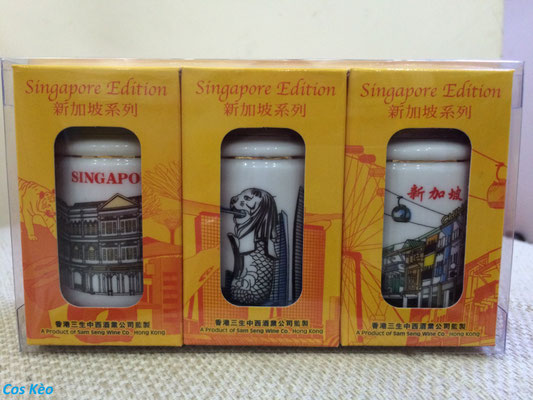 Singapore Edition
新加坡系列
SINGAPO
香港三生中西酒業公司監製
A Product of Sam Seng Wine Co., Hong Kong
Singapore Edition
新加坡系列
香港三生中西酒業公司監製
A Product of Sam Seng Wine Co., Hong Kong
Singapore Edition
新加坡系列
新加坡
香港三生中西酒業公司監製
A Product of Sam Seng Wine Co., Hong Kong
Cos Kẻo